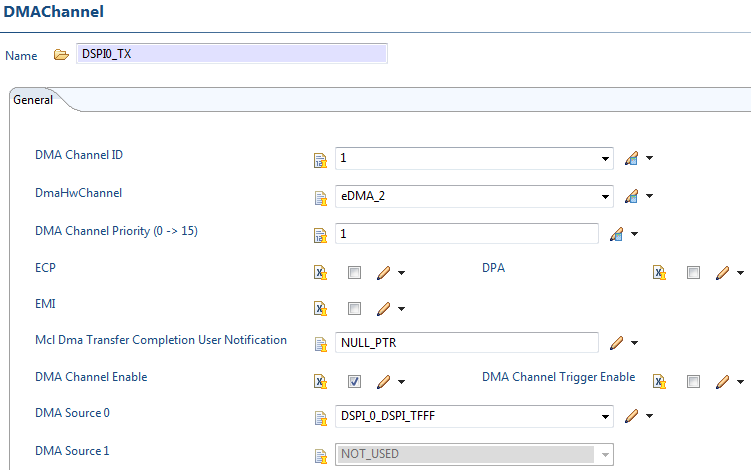 DMAChannel
Name DSPI0_TX
General
DMA Channel ID 1
DmaHwChannel eDMA_2
DMA Channel Priority (0 -> 15) 1
ECP DPA
EMI
Mcl Dma Transfer Completion User Notification NULL_PTR
DMA Channel Enable DMA Channel Trigger Enable
DMA Source 0 DSPI_0_DSPI_TFFF
DMA Source 1 NOT_USED